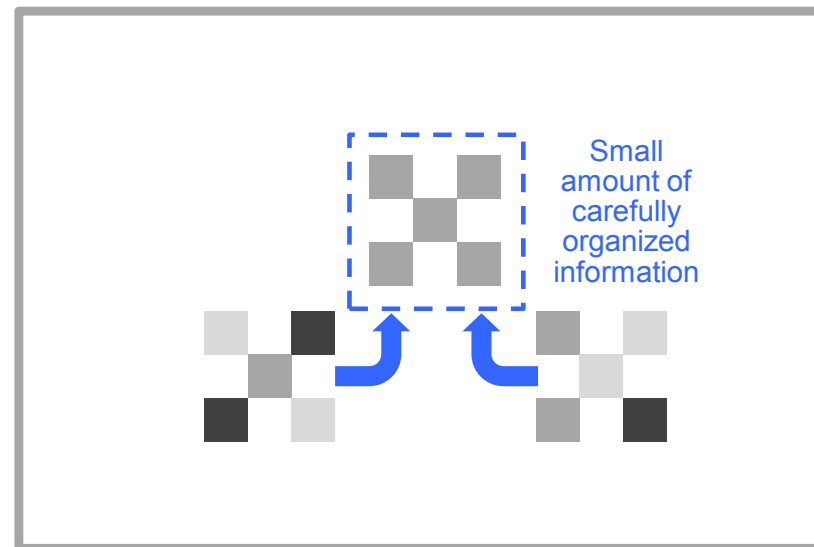 Small
amount of
carefully
organized
information